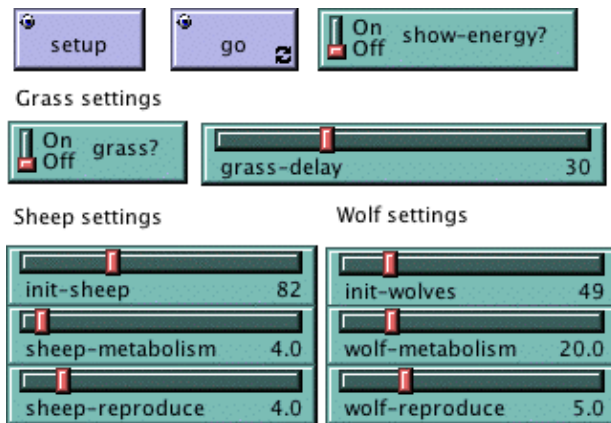 setup
go
On
Off
show-energy?
Grass settings
On
Off
grass?
grass-delay 30
Sheep settings
Wolf settings
init-sheep 82
init-wolves 49
sheep-metabolism 4.0
wolf-metabolism 20.0
sheep-reproduce 4.0
wolf-reproduce 5.0